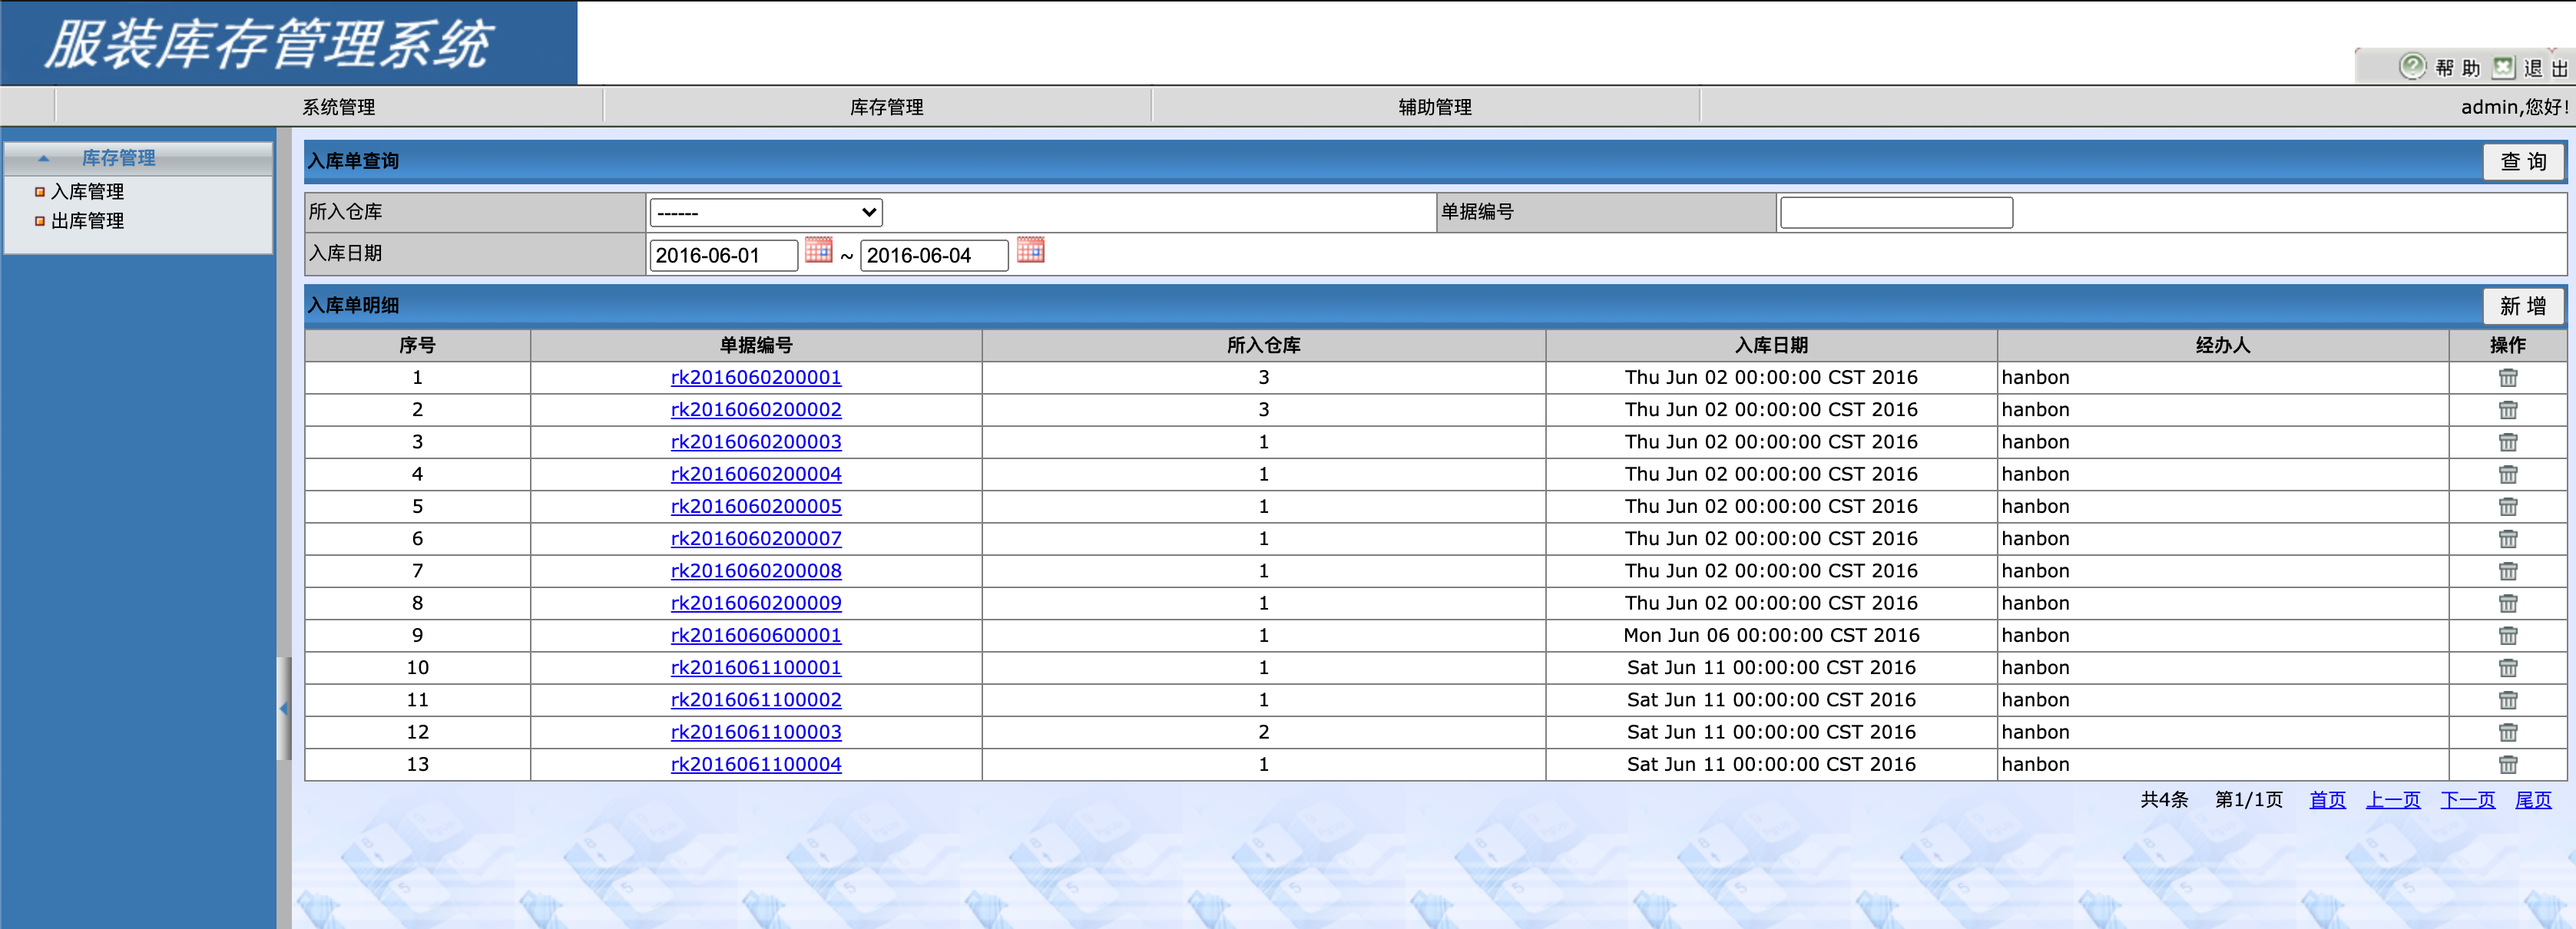 服装库存管理系统
帮 助 退 出
系统管理 库存管理 辅助管理 admin,您好!
库存管理
入库管理
出库管理
入库单查询 查 询
所入仓库 ------ 单据编号
入库日期 2016-06-01 ~ 2016-06-04
入库单明细 新 增
序号 单据编号 所入仓库 入库日期 经办人 操作
1 rk2016060200001 3 Thu Jun 02 00:00:00 CST 2016 hanbon
2 rk2016060200002 3 Thu Jun 02 00:00:00 CST 2016 hanbon
3 rk2016060200003 1 Thu Jun 02 00:00:00 CST 2016 hanbon
4 rk2016060200004 1 Thu Jun 02 00:00:00 CST 2016 hanbon
5 rk2016060200005 1 Thu Jun 02 00:00:00 CST 2016 hanbon
6 rk2016060200007 1 Thu Jun 02 00:00:00 CST 2016 hanbon
7 rk2016060200008 1 Thu Jun 02 00:00:00 CST 2016 hanbon
8 rk2016060200009 1 Thu Jun 02 00:00:00 CST 2016 hanbon
9 rk2016060600001 1 Mon Jun 06 00:00:00 CST 2016 hanbon
10 rk2016061100001 1 Sat Jun 11 00:00:00 CST 2016 hanbon
11 rk2016061100002 1 Sat Jun 11 00:00:00 CST 2016 hanbon
12 rk2016061100003 2 Sat Jun 11 00:00:00 CST 2016 hanbon
13 rk2016061100004 1 Sat Jun 11 00:00:00 CST 2016 hanbon
共4条 第1/1页 首页 上一页 下一页 尾页